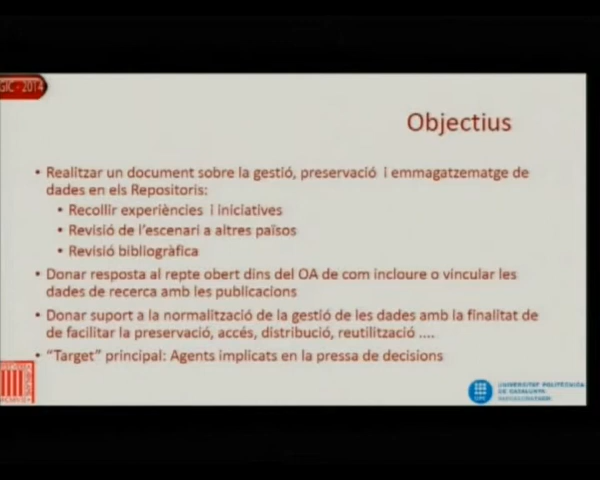 GIC - 2014
Objectius
• Realitzar un document sobre la gestió, preservació i emmagatzematge de
dades en els Repositoris:
• Recollir experiències i iniciatives
• Revisió de l'escenari a altres països
• Revisió bibliogràfica
• Donar resposta al repte obert dins del OA de com incloure o vincular les
dades de recerca amb les publicacions
• Donar suport a la normalització de la gestió de les dades amb la finalitat de
de facilitar la preservació, accés, distribució, reutilització ....
• "Target" principal: Agents implicats en la pressa de decisions
UNIVERSITAT POLITÈCNICA
DE CATALUNYA